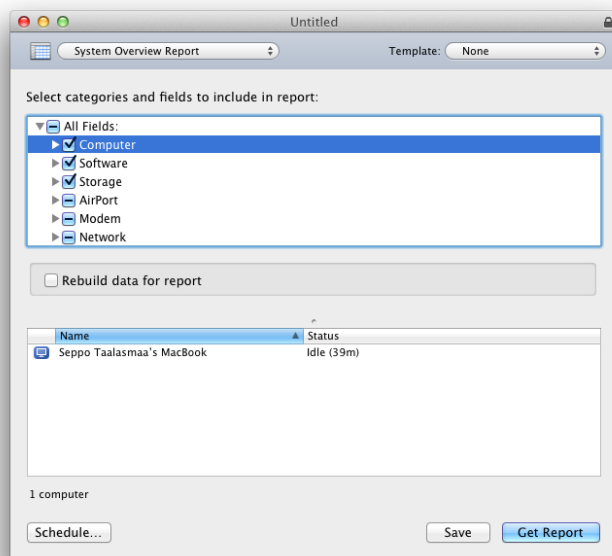 Untitled
System Overview Report
Template: None
Select categories and fields to include in report:
All Fields:
Computer
Software
Storage
AirPort
Modem
Network
Rebuild data for report
Name Status
Seppo Taalasmaa's MacBook Idle (39m)
1 computer
Schedule... Save Get Report